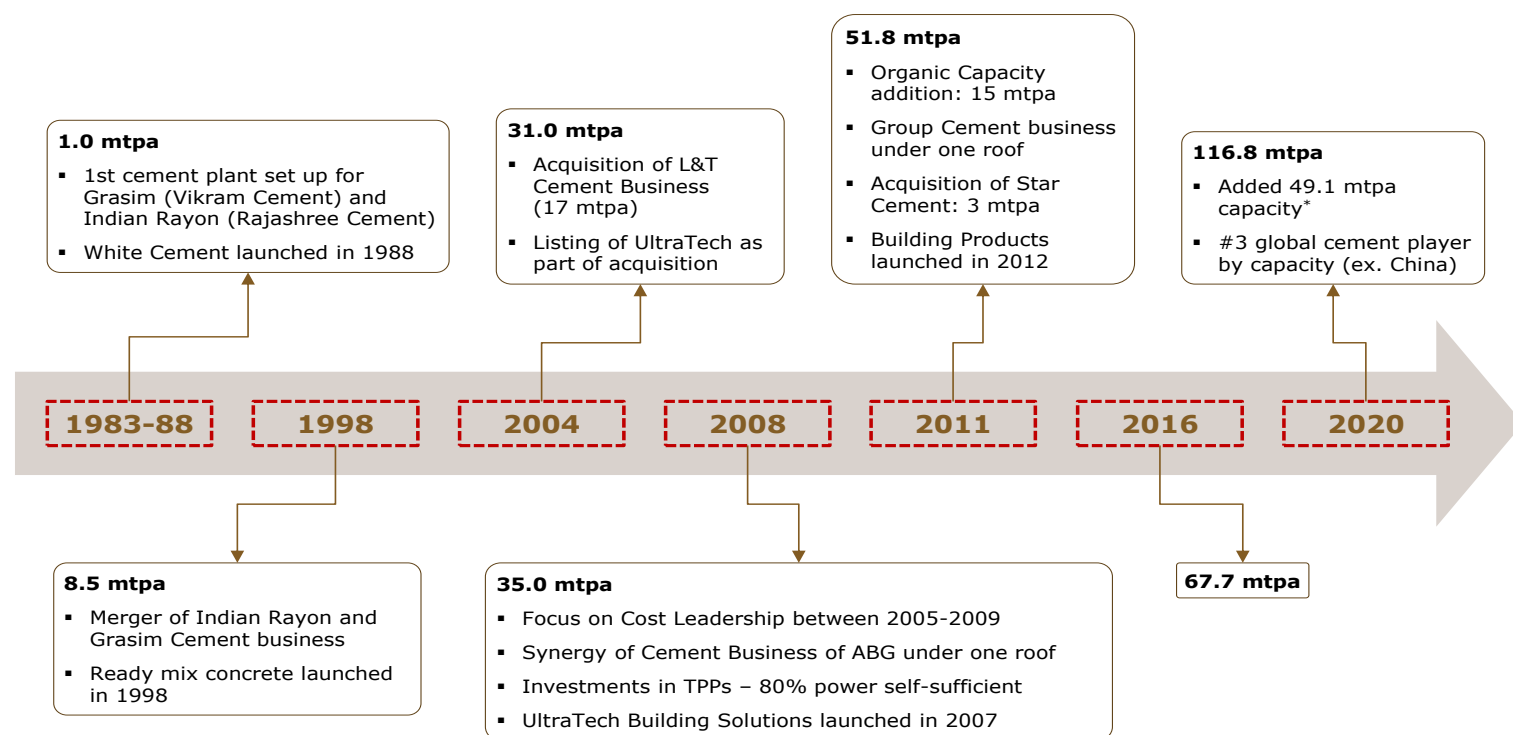 1.0 mtpa
▪ 1st cement plant set up for
Grasim (Vikram Cement) and
Indian Rayon (Rajashree Cement)
▪ White Cement launched in 1988
31.0 mtpa
▪ Acquisition of L&T
Cement Business
(17 mtpa)
▪ Listing of UltraTech as
part of acquisition
51.8 mtpa
▪ Organic Capacity
addition: 15 mtpa
▪ Group Cement business
under one roof
▪ Acquisition of Star
Cement: 3 mtpa
▪ Building Products
launched in 2012
116.8 mtpa
▪ Added 49.1 mtpa
capacity*
▪ #3 global cement player
by capacity (ex. China)
1983-88
1998
2004
2008
2011
2016
2020
8.5 mtpa
▪ Merger of Indian Rayon and
Grasim Cement business
▪ Ready mix concrete launched
in 1998
35.0 mtpa
▪ Focus on Cost Leadership between 2005-2009
▪ Synergy of Cement Business of ABG under one roof
▪ Investments in TPPs – 80% power self-sufficient
▪ UltraTech Building Solutions launched in 2007
67.7 mtpa